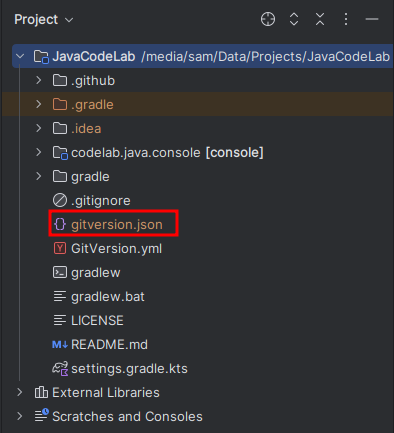 Project
JavaCodeLab /media/sam/Data/Projects/JavaCodeLab
.github
.gradle
.idea
codelab.java.console [console]
gradle
.gitignore
{} gitversion.json
Y GitVersion.yml
gradlew
gradlew.bat
LICENSE
M↓ README.md
settings.gradle.kts
External Libraries
Scratches and Consoles